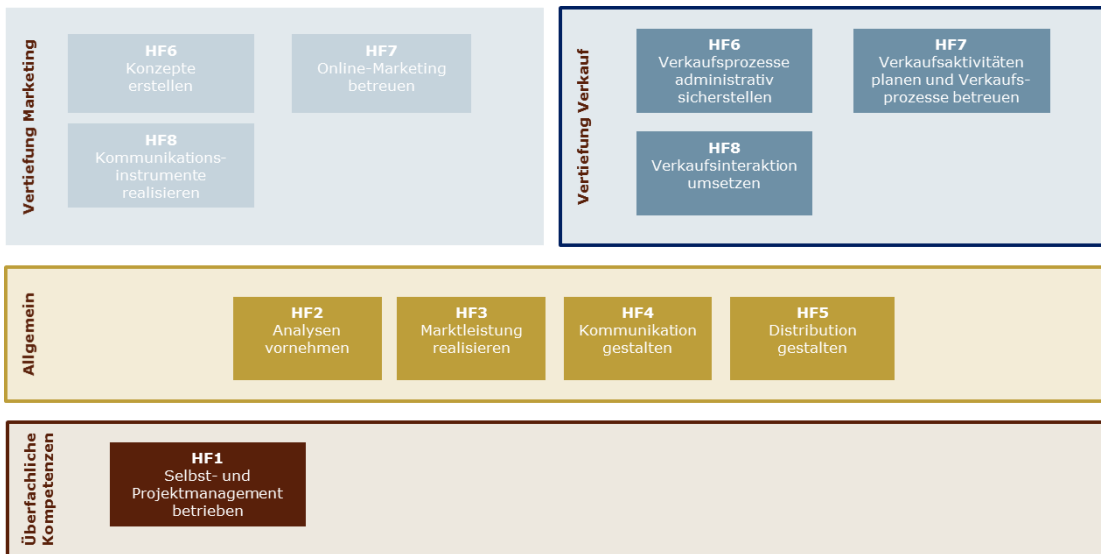 Vertiefung Marketing
HF6
Konzepte
erstellen
HF7
Online-Marketing
betreuen
HF8
Kommunikations-
instrumente
realisieren
Vertiefung Verkauf
HF6
Verkaufsprozesse
administrativ
sicherstellen
HF7
Verkaufsaktivitäten
planen und Verkaufs-
prozesse betreuen
HF8
Verkaufsinteraktion
umsetzen
Allgemein
HF2
Analysen
vornehmen
HF3
Marktleistung
realisieren
HF4
Kommunikation
gestalten
HF5
Distribution
gestalten
Überfachliche
Kompetenzen
HF1
Selbst- und
Projektmanagement
betrieben